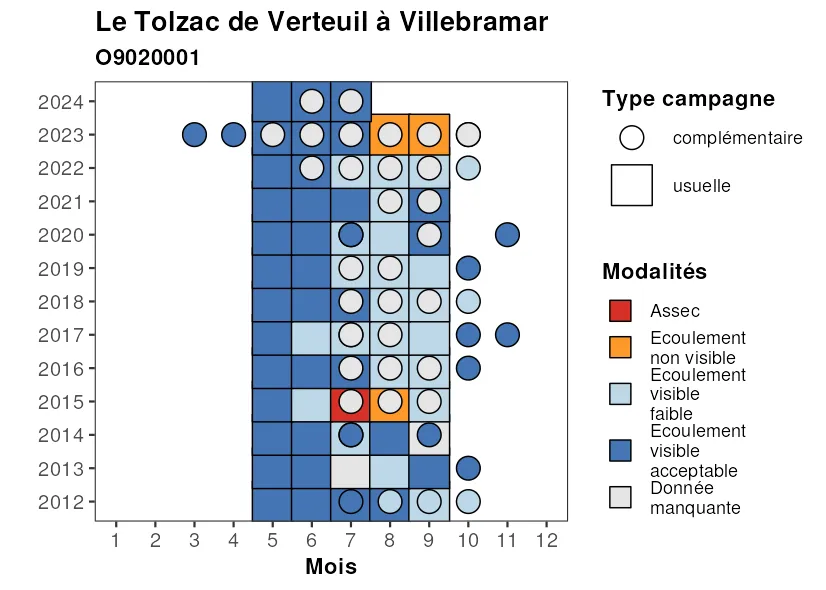 Le Tolzac de Verteuil à Villebramar
O9020001
2024
2023
2022
2021
2020
2019
2018
2017
2016
2015
2014
2013
2012
1 2 3 4 5 6 7 8 9 10 11 12
Mois
Type campagne
complémentaire
usuelle
Modalités
Assec
Ecoulement
non visible
Ecoulement
visible
faible
Ecoulement
visible
acceptable
Donnée
manquante